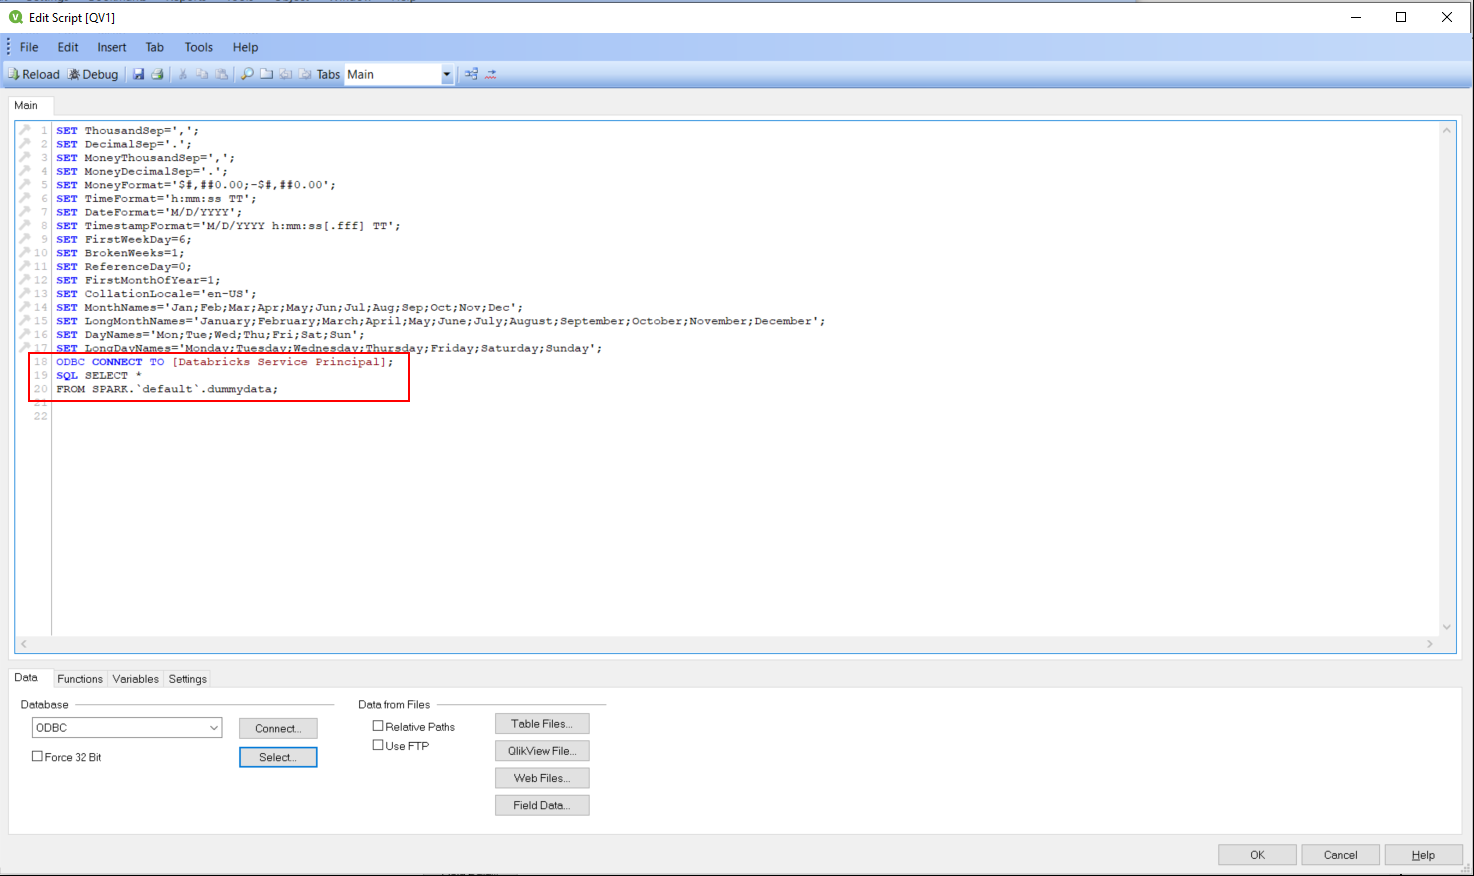 Edit Script [QV1]
File Edit Insert Tab Tools Help
Reload Debug Tabs Main
Main
1 SET ThousandSep=',';
2 SET DecimalSep='.';
3 SET MoneyThousandSep=',';
4 SET MoneyDecimalSep='.';
5 SET MoneyFormat='$#,##0.00;-$#,##0.00';
6 SET TimeFormat='h:mm:ss TT';
7 SET DateFormat='M/D/YYYY';
8 SET TimestampFormat='M/D/YYYY h:mm:ss[.fff] TT';
9 SET FirstWeekDay=6;
10 SET BrokenWeeks=1;
11 SET ReferenceDay=0;
12 SET FirstMonthOfYear=1;
13 SET CollationLocale='en-US';
14 SET MonthNames='Jan;Feb;Mar;Apr;May;Jun;Jul;Aug;Sep;Oct;Nov;Dec';
15 SET LongMonthNames='January;February;March;April;May;June;July;August;September;October;November;December';
16 SET DayNames='Mon;Tue;Wed;Thu;Fri;Sat;Sun';
17 SET LongDayNames='Monday;Tuesday;Wednesday;Thursday;Friday;Saturday;Sunday';
18 ODBC CONNECT TO [Databricks Service Principal];
19 SQL SELECT *
20 FROM SPARK.`default`.dummydata;
21
22
Data Functions Variables Settings
Database
ODBC
Connect...
Force 32 Bit
Select...
Data from Files
Relative Paths
Use FTP
Table Files...
QlikView File...
Web Files...
Field Data...
OK Cancel Help